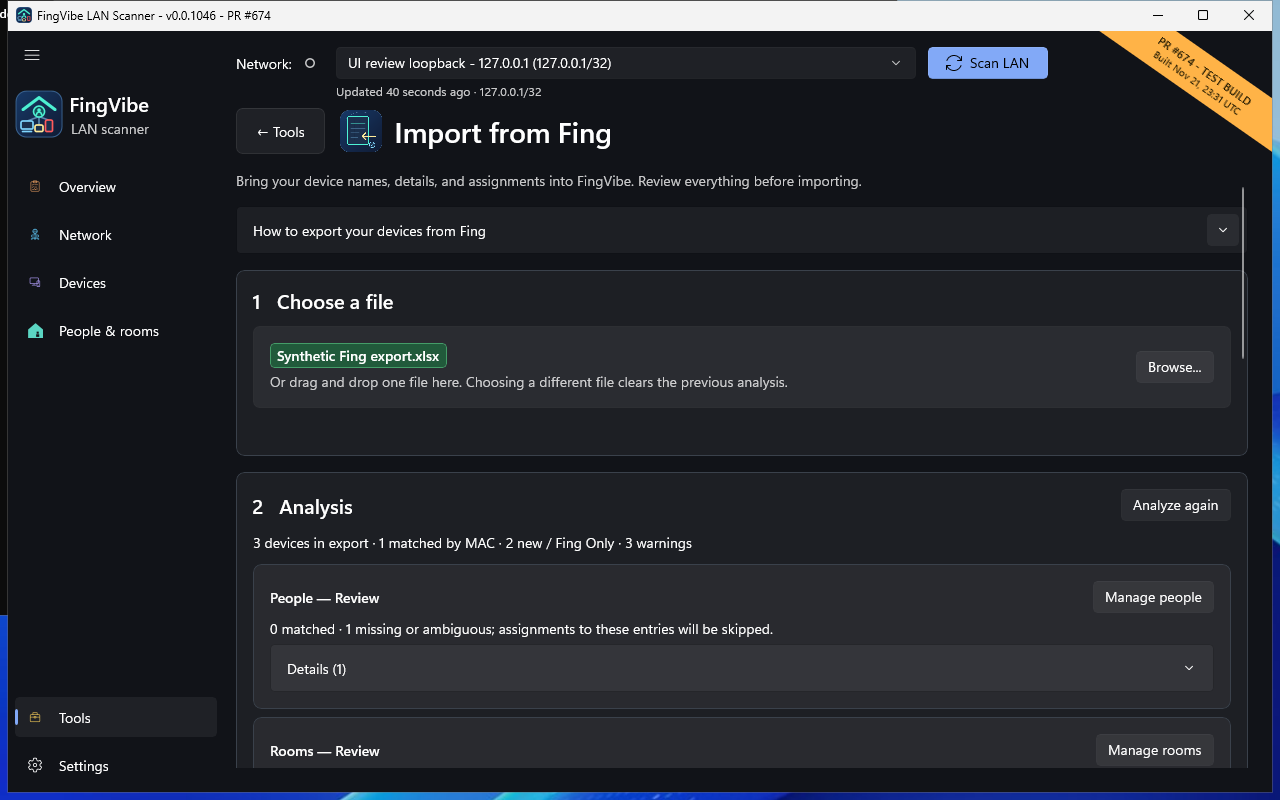 FingVibe LAN Scanner - v0.0.1046 - PR #674
Network:
UI review loopback - 127.0.0.1 (127.0.0.1/32)
Scan LAN
Updated 40 seconds ago · 127.0.0.1/32
PR #674 - TEST BUILD
Built Nov 21, 23:31 UTC
FingVibe
LAN scanner
Overview
Network
Devices
People & rooms
Tools
Settings
← Tools
Import from Fing
Bring your device names, details, and assignments into FingVibe. Review everything before importing.
How to export your devices from Fing
1 Choose a file
Synthetic Fing export.xlsx
Or drag and drop one file here. Choosing a different file clears the previous analysis.
Browse...
2 Analysis
Analyze again
3 devices in export · 1 matched by MAC · 2 new / Fing Only · 3 warnings
People — Review
Manage people
0 matched · 1 missing or ambiguous; assignments to these entries will be skipped.
Details (1)
Rooms — Review
Manage rooms